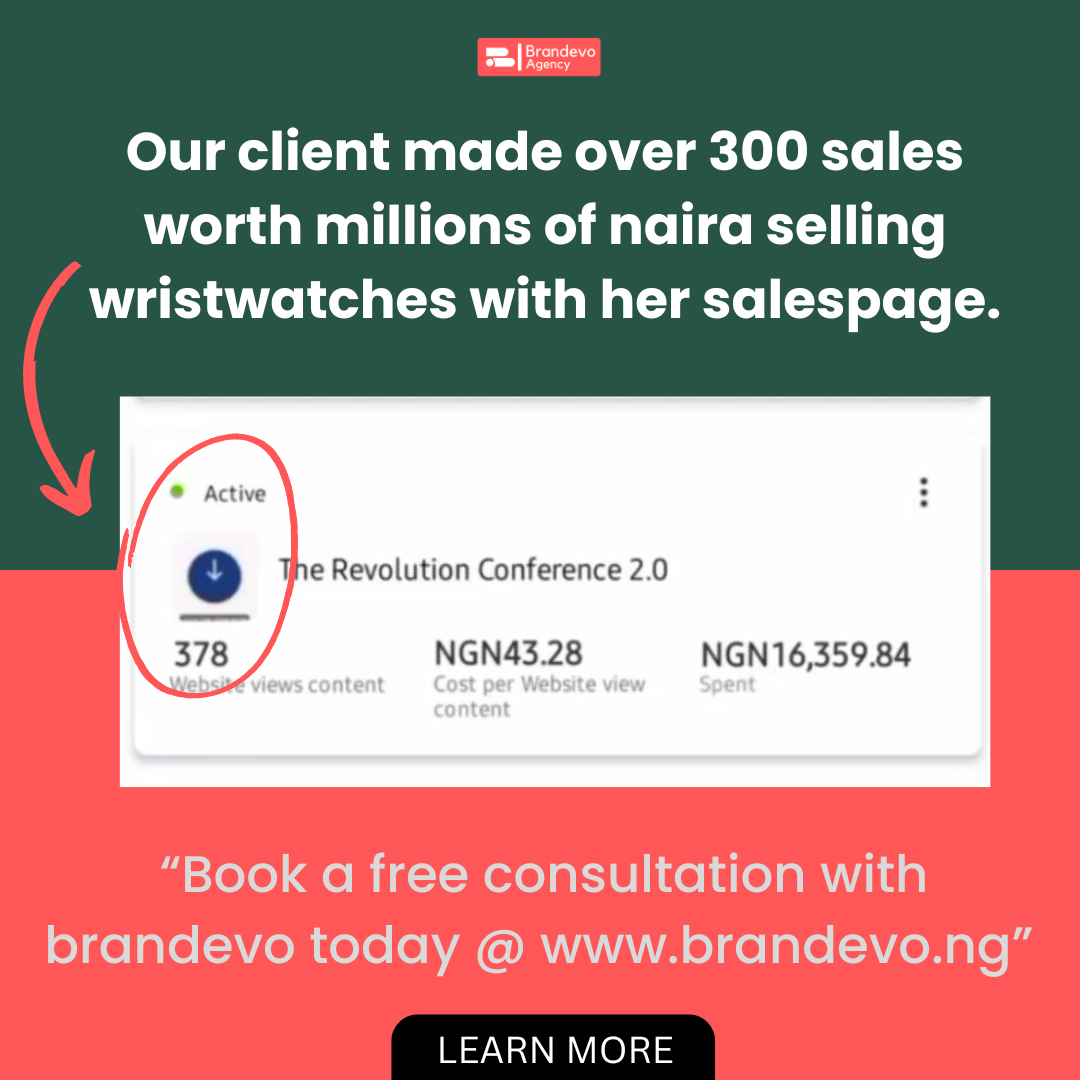 Brandevo
Agency
Our client made over 300 sales
worth millions of naira selling
wristwatches with her salespage.
Active
The Revolution Conference 2.0
378
Website views content
NGN43.28
Cost per Website view
content
NGN16,359.84
Spent
“Book a free consultation with
brandevo today @ www.brandevo.ng”
LEARN MORE